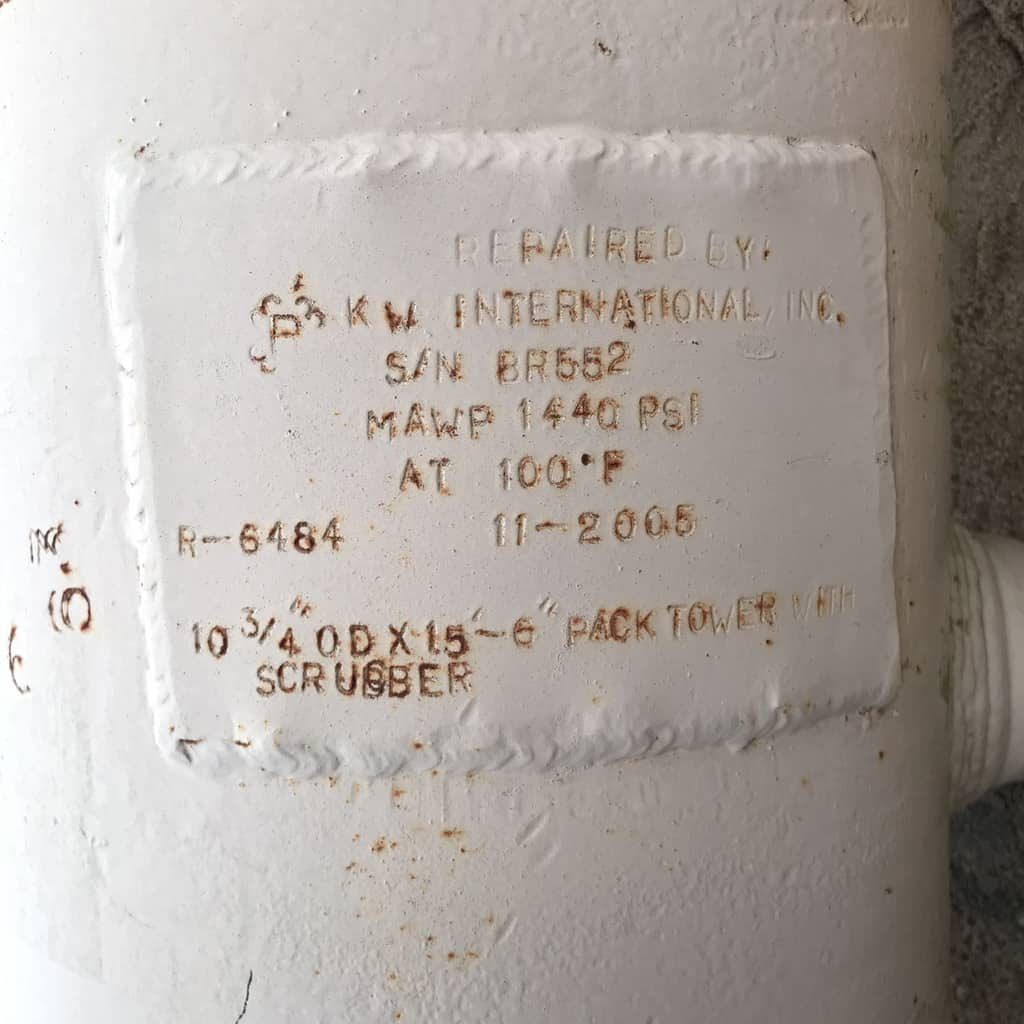 REPAIRED BY:
K W INTERNATIONAL, INC.
S/N BR552
MAWP 1440 PSI
AT 100°F
R-6484 11-2005
10 3/4" OD X 15'-6" PACK TOWER WITH
SCRUBBER